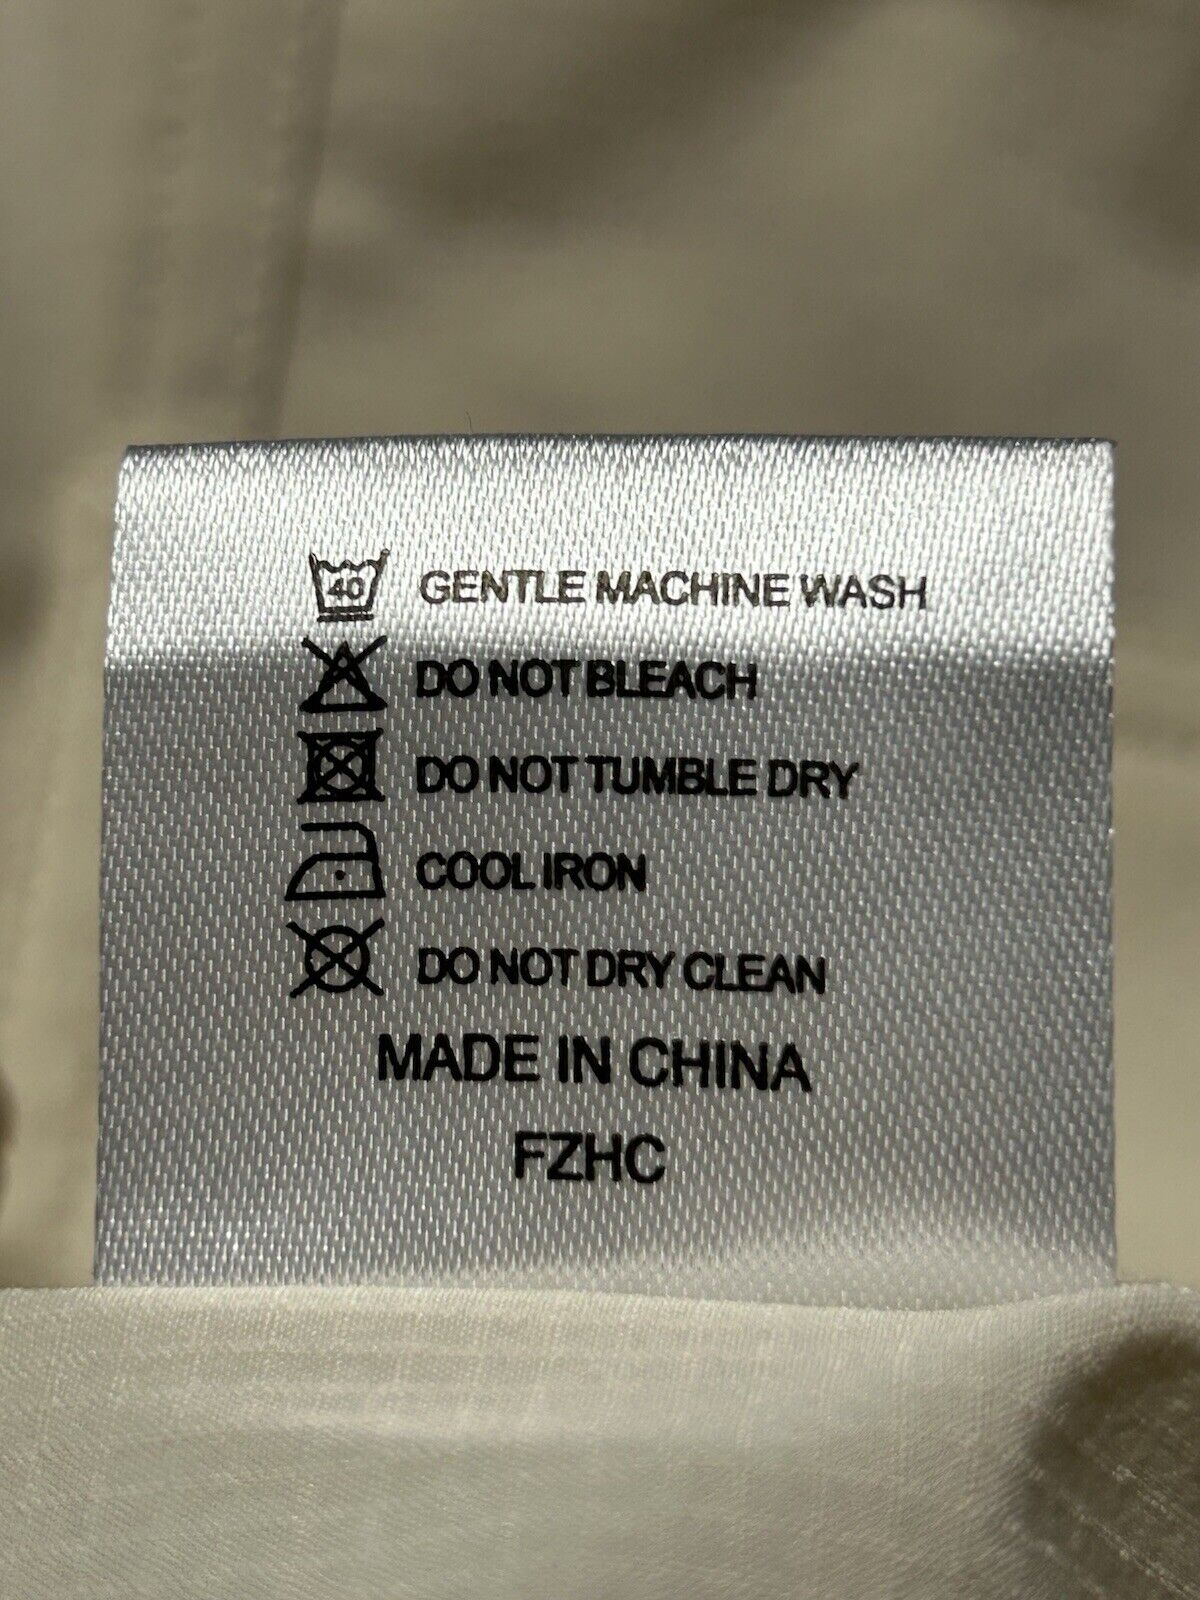 40 GENTLE MACHINE WASH
DO NOT BLEACH
DO NOT TUMBLE DRY
COOL IRON
DO NOT DRY CLEAN
MADE IN CHINA
FZHC